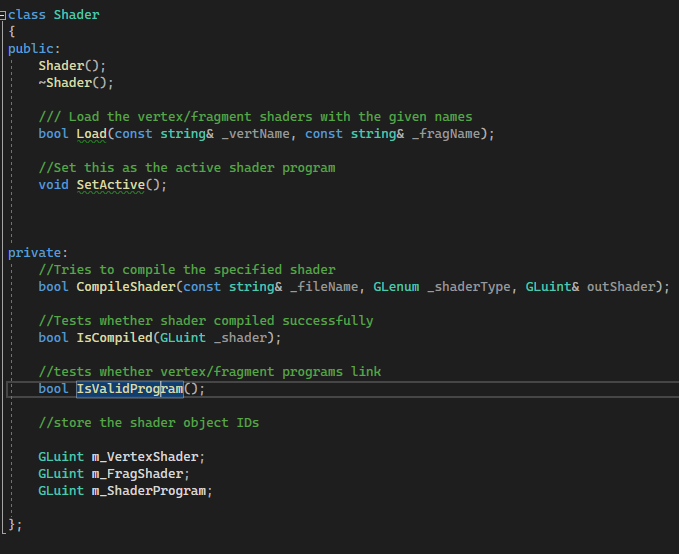 class Shader
{
public:
Shader();
~Shader();
/// Load the vertex/fragment shaders with the given names
bool Load(const string& _vertName, const string& _fragName);
//Set this as the active shader program
void SetActive();
private:
//Tries to compile the specified shader
bool CompileShader(const string& _fileName, GLenum _shaderType, GLuint& outShader);
//Tests whether shader compiled successfully
bool IsCompiled(GLuint _shader);
//tests whether vertex/fragment programs link
bool IsValidProgram();
//store the shader object IDs
GLuint m_VertexShader;
GLuint m_FragShader;
GLuint m_ShaderProgram;
};